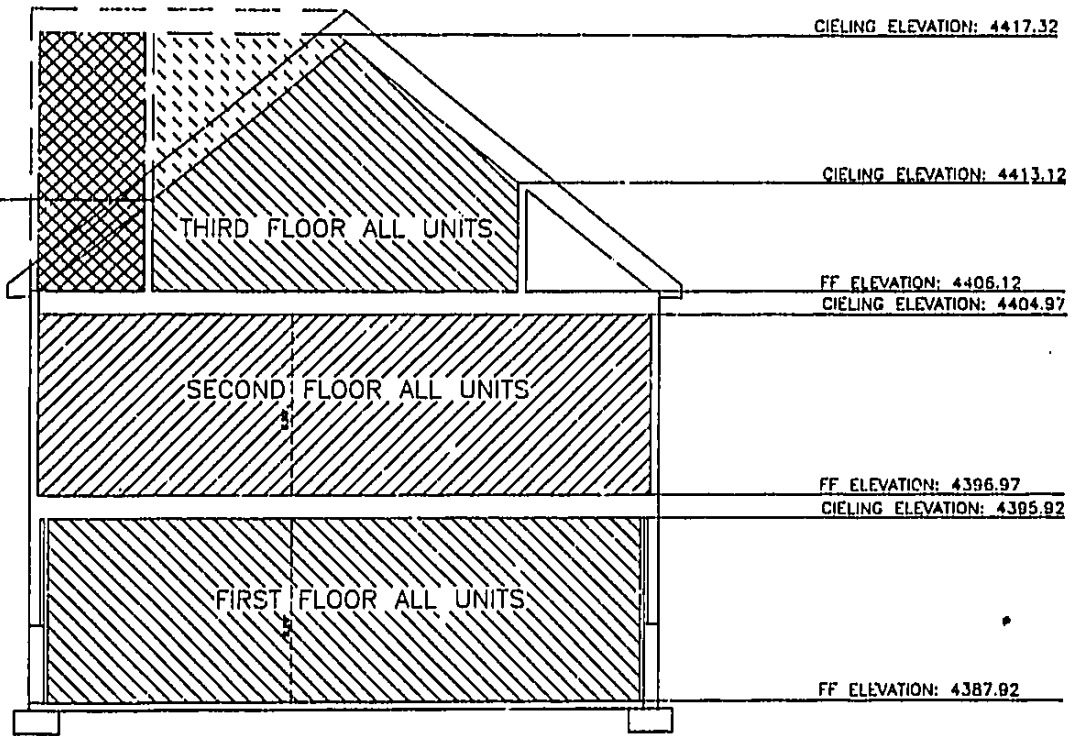 CIELING ELEVATION: 4417.32
CIELING ELEVATION: 4413.12
THIRD FLOOR ALL UNITS
FF ELEVATION: 4406.12
CIELING ELEVATION: 4404.97
SECOND FLOOR ALL UNITS
FF ELEVATION: 4396.97
CIELING ELEVATION: 4395.92
FIRST FLOOR ALL UNITS
FF ELEVATION: 4387.92